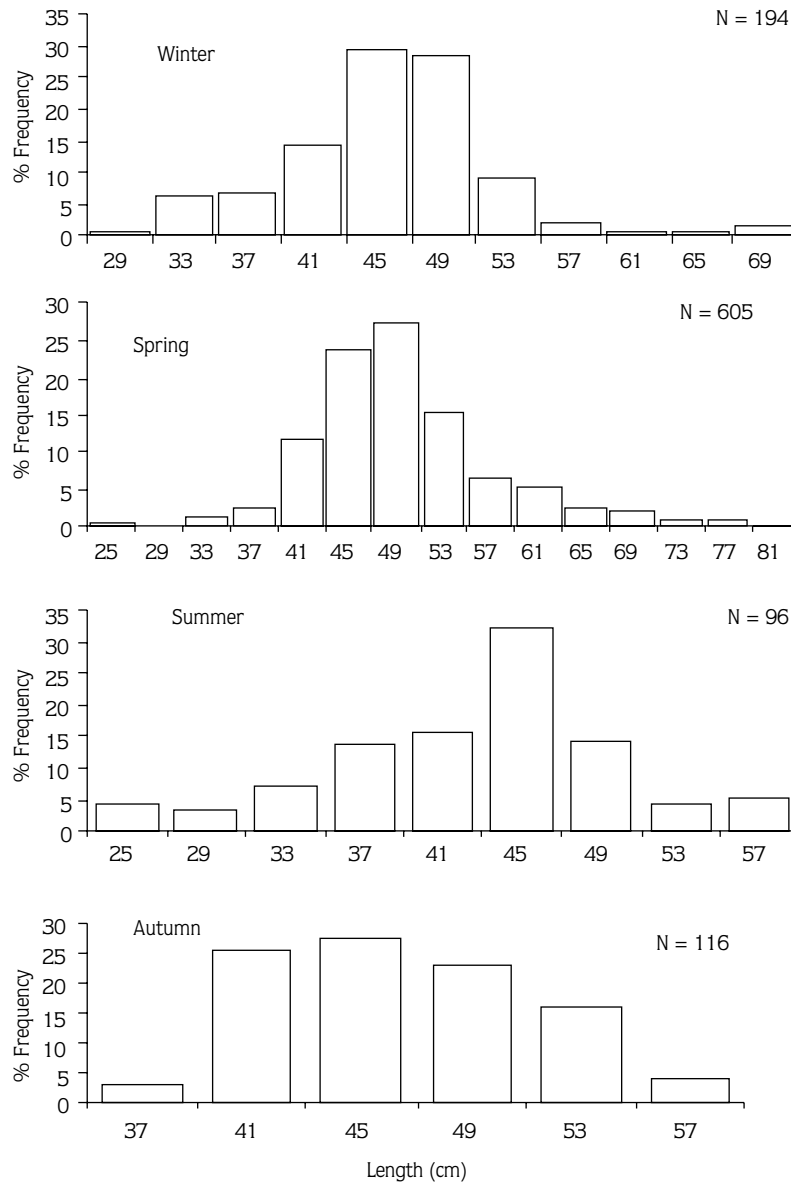 N = 194
Winter
% Frequency
35
30
25
20
15
10
5
0
29 33 37 41 45 49 53 57 61 65 69
N = 605
Spring
% Frequency
30
25
20
15
10
5
0
25 29 33 37 41 45 49 53 57 61 65 69 73 77 81
Summer
N = 96
% Frequency
35
30
25
20
15
10
5
0
25 29 33 37 41 45 49 53 57
Autumn
N = 116
% Frequency
30
25
20
15
10
5
0
37 41 45 49 53 57
Length (cm)